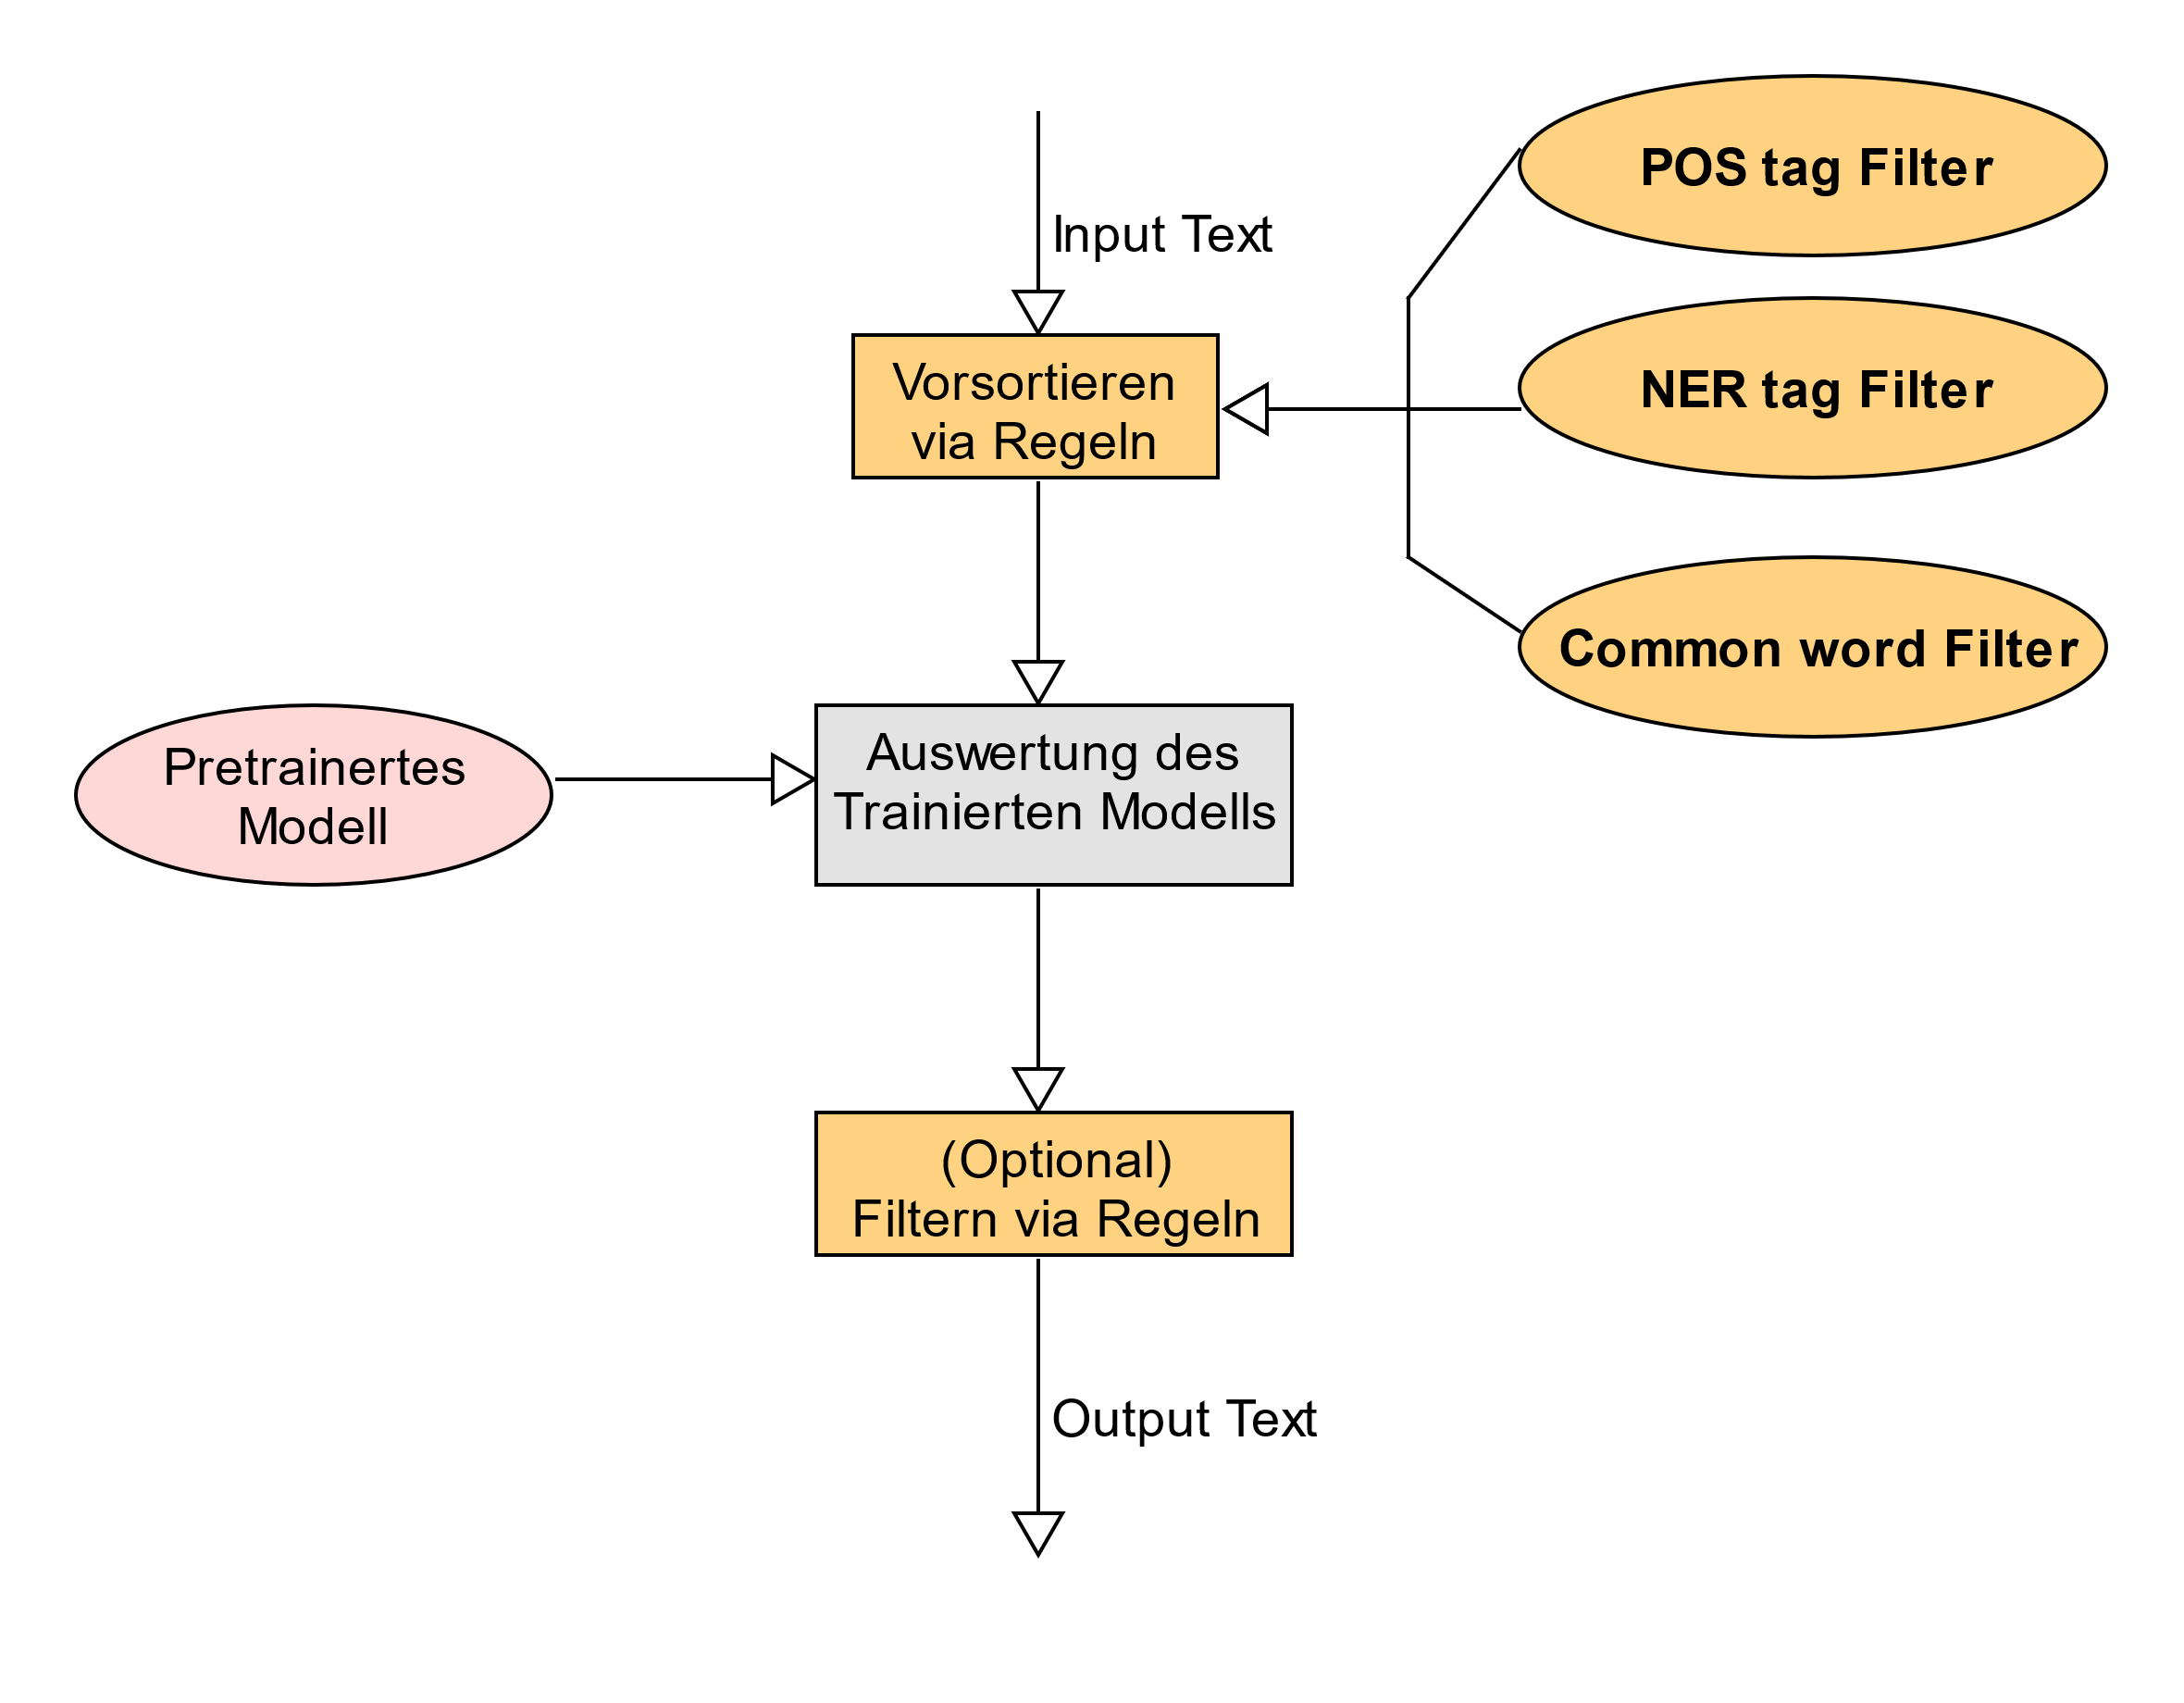 POS tag Filter
Input Text
Vorsortieren
via Regeln
NER tag Filter
Common word Filter
Pretrainertes
Modell
Auswertung des
Trainierten Modells
(Optional)
Filtern via Regeln
Output Text